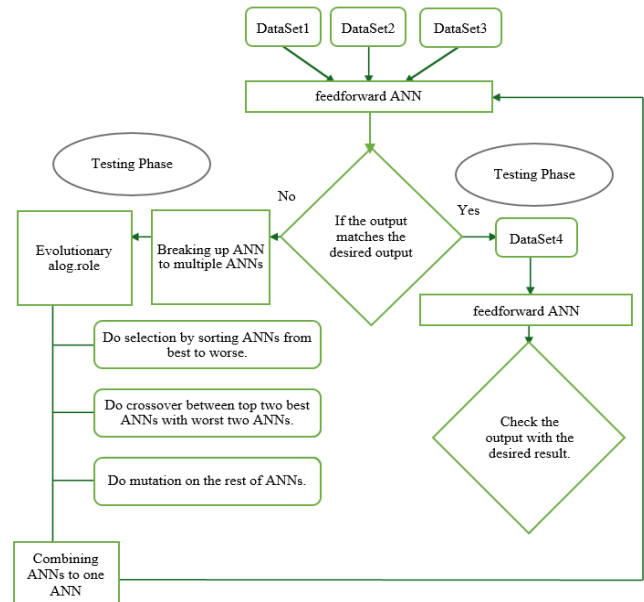 DataSet1
DataSet2
DataSet3
feedforward ANN
Testing Phase
Testing Phase
No
If the output
matches the
desired output
Yes
Evolutionary
alog.role
Breaking up ANN
to multiple ANNs
DataSet4
feedforward ANN
Do selection by sorting ANNs from
best to worse.
Do crossover between top two best
ANNs with worst two ANNs.
Check the
output with the
desired result.
Do mutation on the rest of ANNs.
Combining
ANNs to one
ANN